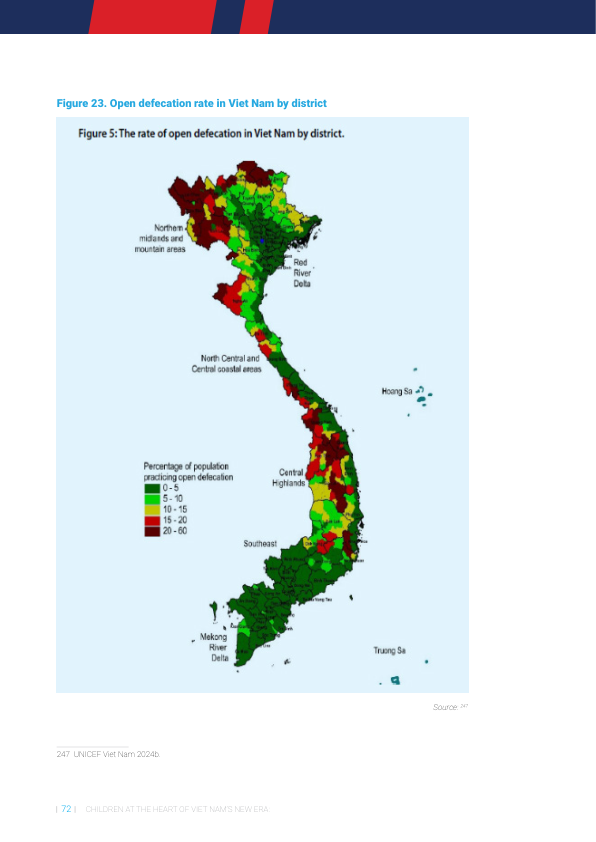 Figure 23. Open defecation rate in Viet Nam by district
Figure 5: The rate of open defecation in Viet Nam by district.
Northern
midlands and
mountain areas
Red
River
Delta
North Central and
Central coastal areas
Hoang Sa
Percentage of population
practicing open defecation
0 - 5
5 - 10
10 - 15
15 - 20
20 - 60
Central
Highlands
Southeast
Mekong
River
Delta
Truong Sa
Source: 247
247 UNICEF Viet Nam 2024b.
| 72 | CHILDREN AT THE HEART OF VIET NAM'S NEW ERA